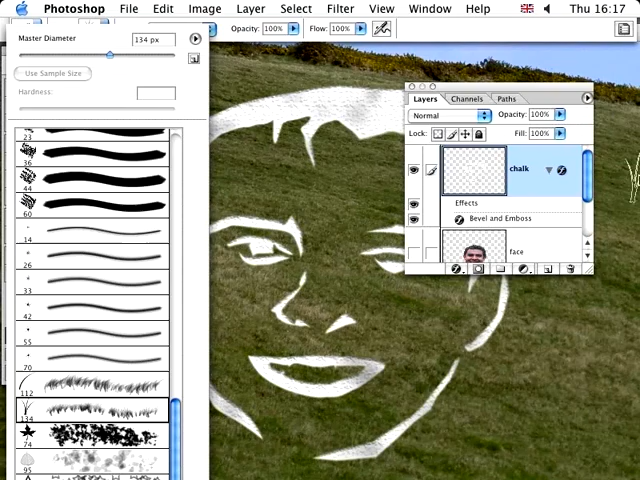 Photoshop File Edit Image Layer Select Filter View Window Help Thu 16:17
Opacity: 100% Flow: 100%
Master Diameter 134 px
Use Sample Size
Hardness:
23
44
60
14
26
33
42
55
70
112
134
74
95
Layers Channels Paths
Normal Opacity: 100%
Lock: Fill: 100%
chalk
Effects
Bevel and Emboss
face